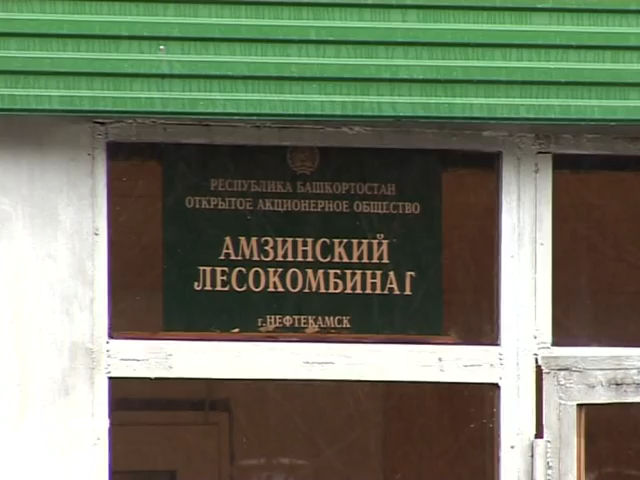 РЕСПУБЛИКА БАШКОРТОСТАН
ОТКРЫТОЕ АКЦИОНЕРНОЕ ОБЩЕСТВО
АМЗИНСКИЙ
ЛЕСОКОМБИНАТ
г.НЕФТЕКАМСК